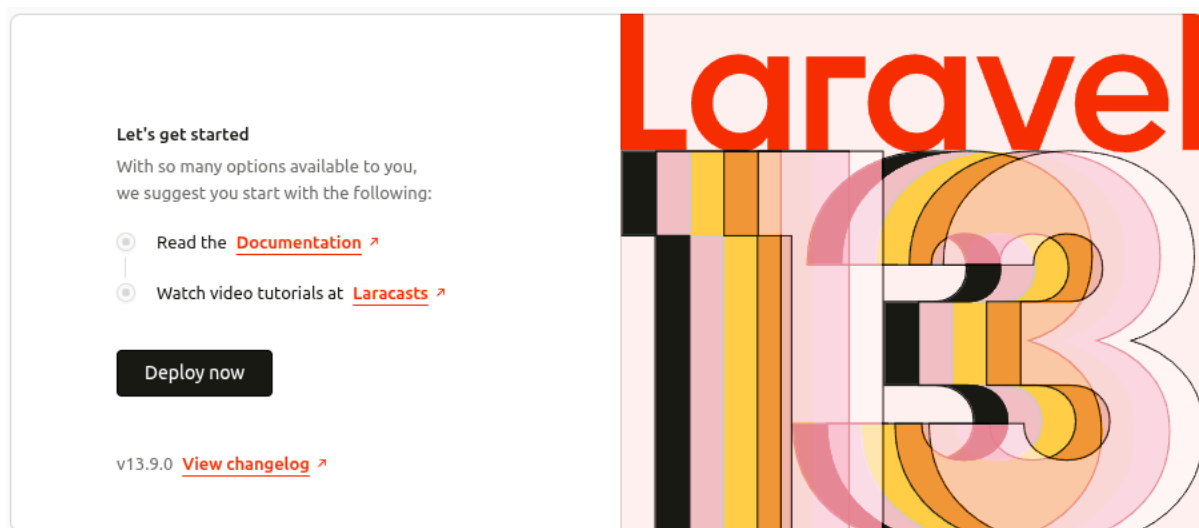 Let's get started
With so many options available to you,
we suggest you start with the following:
Read the Documentation ↗
Watch video tutorials at Laracasts ↗
Deploy now
v13.9.0 View changelog ↗
Laravel
13